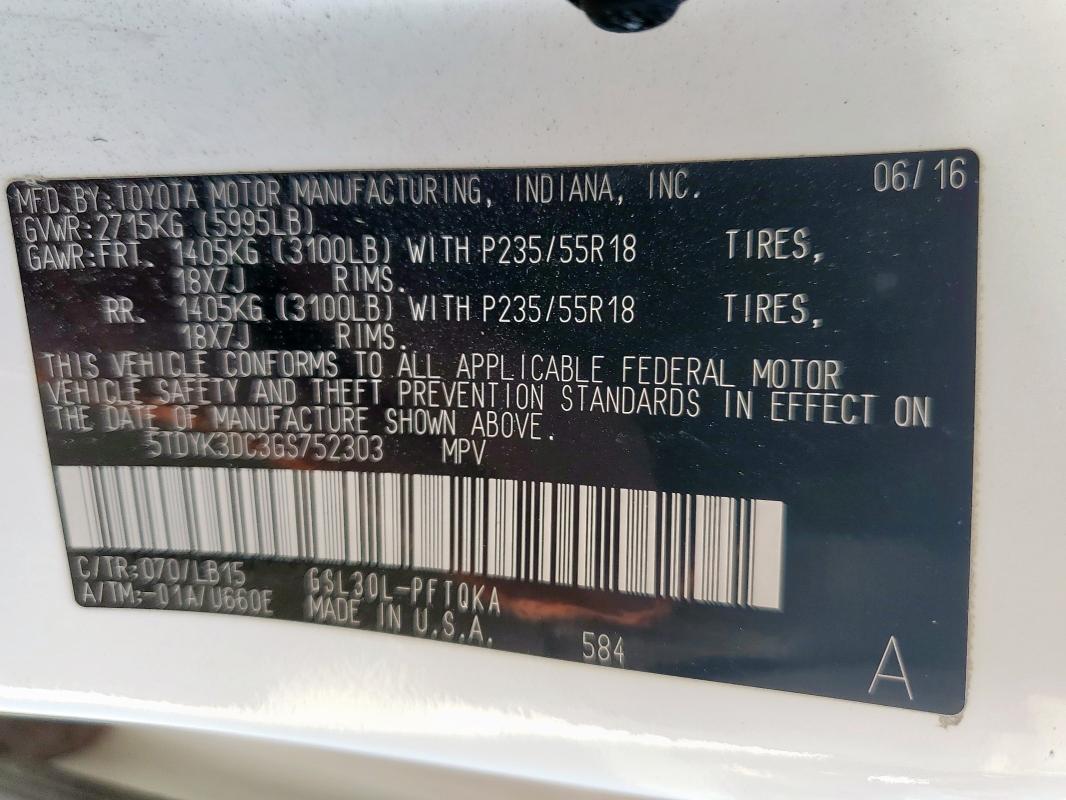 06/16
MFD. BY: TOYOTA MOTOR MANUFACTURING, INDIANA, INC.
GVWR: 2715KG (5995LB)
GAWR: FRT. 1405KG (3100LB) WITH P235/55R18 TIRES,
18X7J RIMS.
RR. 1405KG (3100LB) WITH P235/55R18 TIRES,
18X7J RIMS.
THIS VEHICLE CONFORMS TO ALL APPLICABLE FEDERAL MOTOR
VEHICLE SAFETY AND THEFT PREVENTION STANDARDS IN EFFECT ON
THE DATE OF MANUFACTURE SHOWN ABOVE.
5TDYK3DC3GS752303 MPV
C/TR: 070/LB15 GSL30L-PFTQKA
A/TM: -01A/U660E MADE IN U.S.A.
584
A